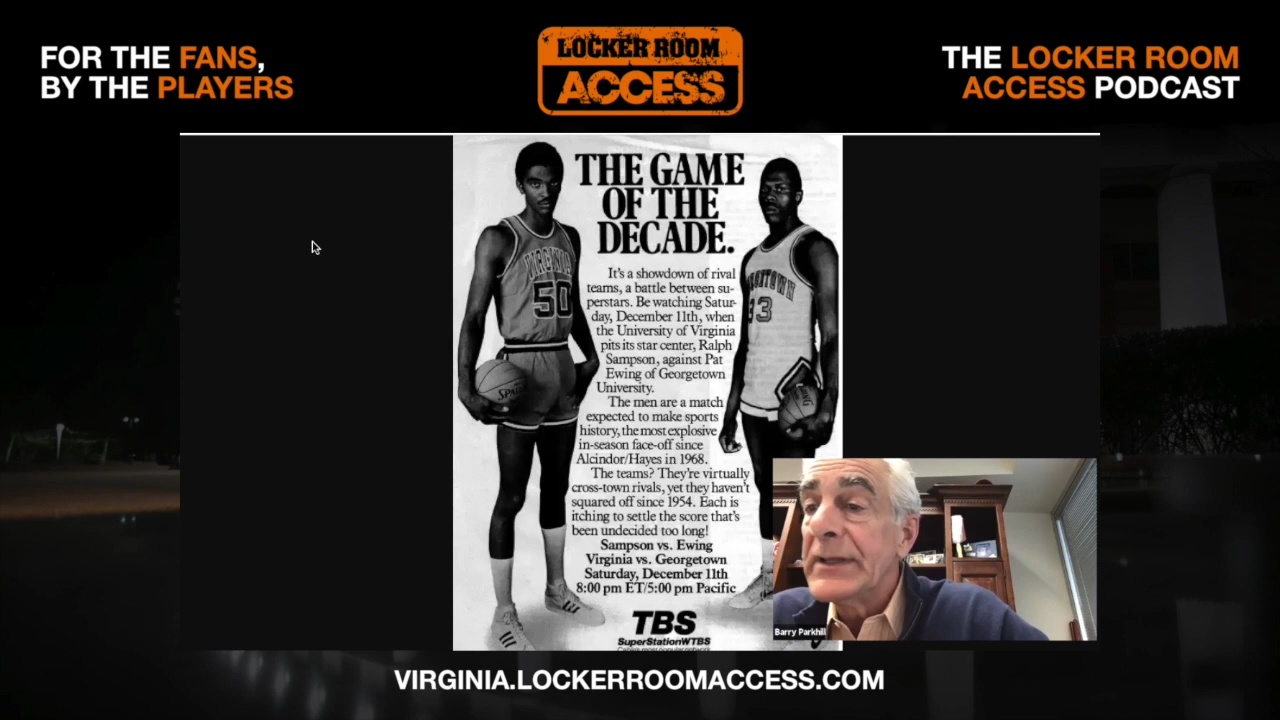 FOR THE FANS,
BY THE PLAYERS
LOCKER ROOM
ACCESS
THE LOCKER ROOM
ACCESS PODCAST
THE GAME
OF THE
DECADE.
It's a showdown of rival
teams, a battle between su-
perstars. Be watching Satur-
day, December 11th, when
the University of Virginia
pits its star center, Ralph
Sampson, against Pat
Ewing of Georgetown
University.
The men are a match
expected to make sports
history, the most explosive
in-season face-off since
Alcindor/Hayes in 1968.
The teams? They're virtually
cross-town rivals, yet they haven't
squared off since 1954. Each is
itching to settle the score that's
been undecided too long!
Sampson vs. Ewing
Virginia vs. Georgetown
Saturday, December 11th
8:00 pm ET/5:00 pm Pacific
TBS
SuperStationWTBS
VIRGINIA
50
33
Barry Parkhill
VIRGINIA.LOCKERROOMACCESS.COM